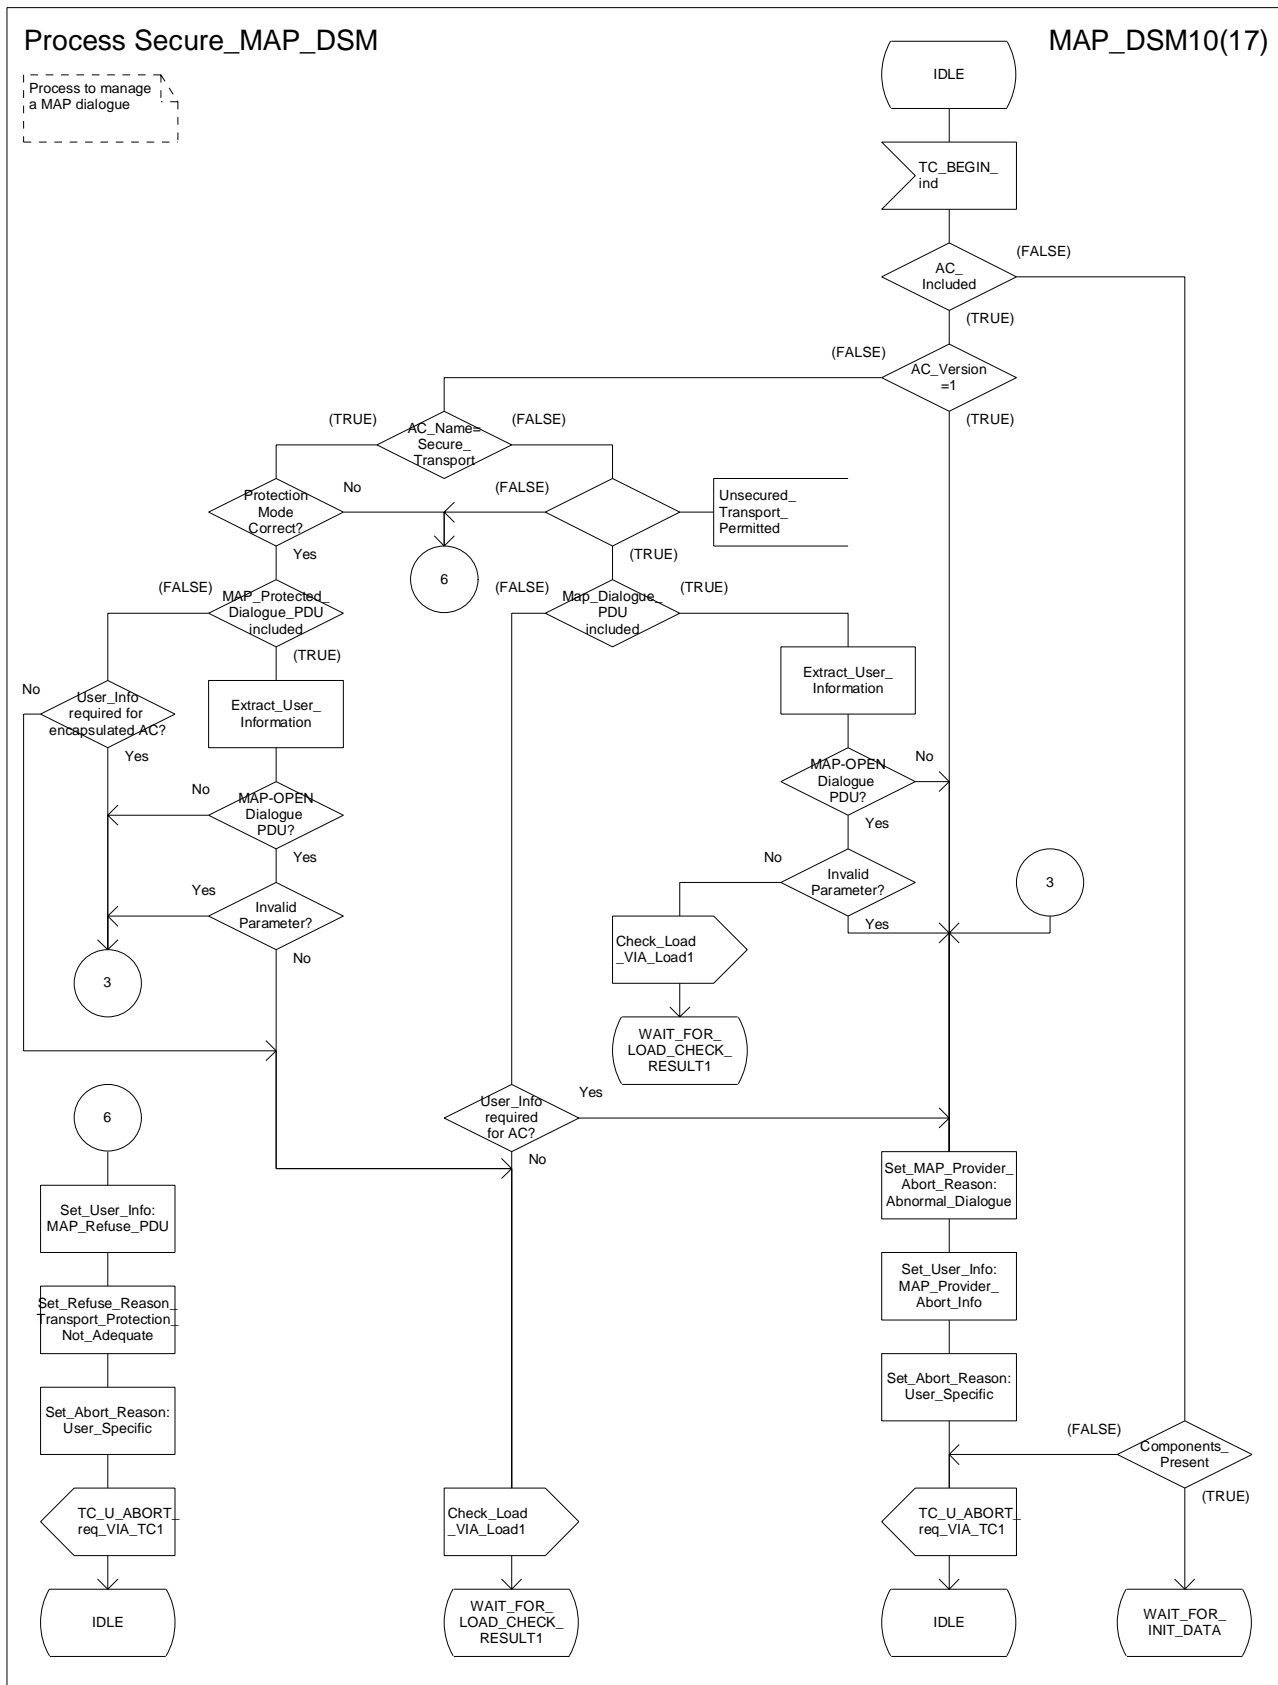 Process Secure_MAP_DSM
MAP_DSM10(17)
Process to manage
a MAP dialogue
IDLE
TC_BEGIN_
ind
(FALSE)
AC_
Included
(TRUE)
(FALSE)
AC_Version
=1
(TRUE)
(TRUE)
(FALSE)
AC_Name=
Secure_
Transport
No
(FALSE)
Protection
Mode
Correct?
Unsecured_
Transport_
Permitted
Yes
(TRUE)
6
(FALSE)
(FALSE)
(TRUE)
MAP_Protected_
Dialogue_PDU
included
Map_Dialogue_
PDU
included
(TRUE)
Extract_User_
Information
No
User_Info
required for
encapsulated AC?
Yes
Extract_User_
Information
No
MAP-OPEN
Dialogue
PDU?
Yes
No
MAP-OPEN
Dialogue
PDU?
Yes
No
Invalid
Parameter?
Yes
3
Yes
Invalid
Parameter?
No
Check_Load
_VIA_Load1
3
WAIT_FOR_
LOAD_CHECK_
RESULT1
6
Yes
User_Info
required
for AC?
No
Set_MAP_Provider_
Abort_Reason:
Abnormal_Dialogue
Set_User_Info:
MAP_Refuse_PDU
Set_User_Info:
MAP_Provider_
Abort_Info
Set_Refuse_Reason_
Transport_Protection_
Not_Adequate
Set_Abort_Reason:
User_Specific
Set_Abort_Reason:
User_Specific
(FALSE)
Components_
Present
(TRUE)
TC_U_ABORT_
req_VIA_TC1
Check_Load
_VIA_Load1
TC_U_ABORT_
req_VIA_TC1
IDLE
WAIT_FOR_
LOAD_CHECK_
RESULT1
IDLE
WAIT_FOR_
INIT_DATA